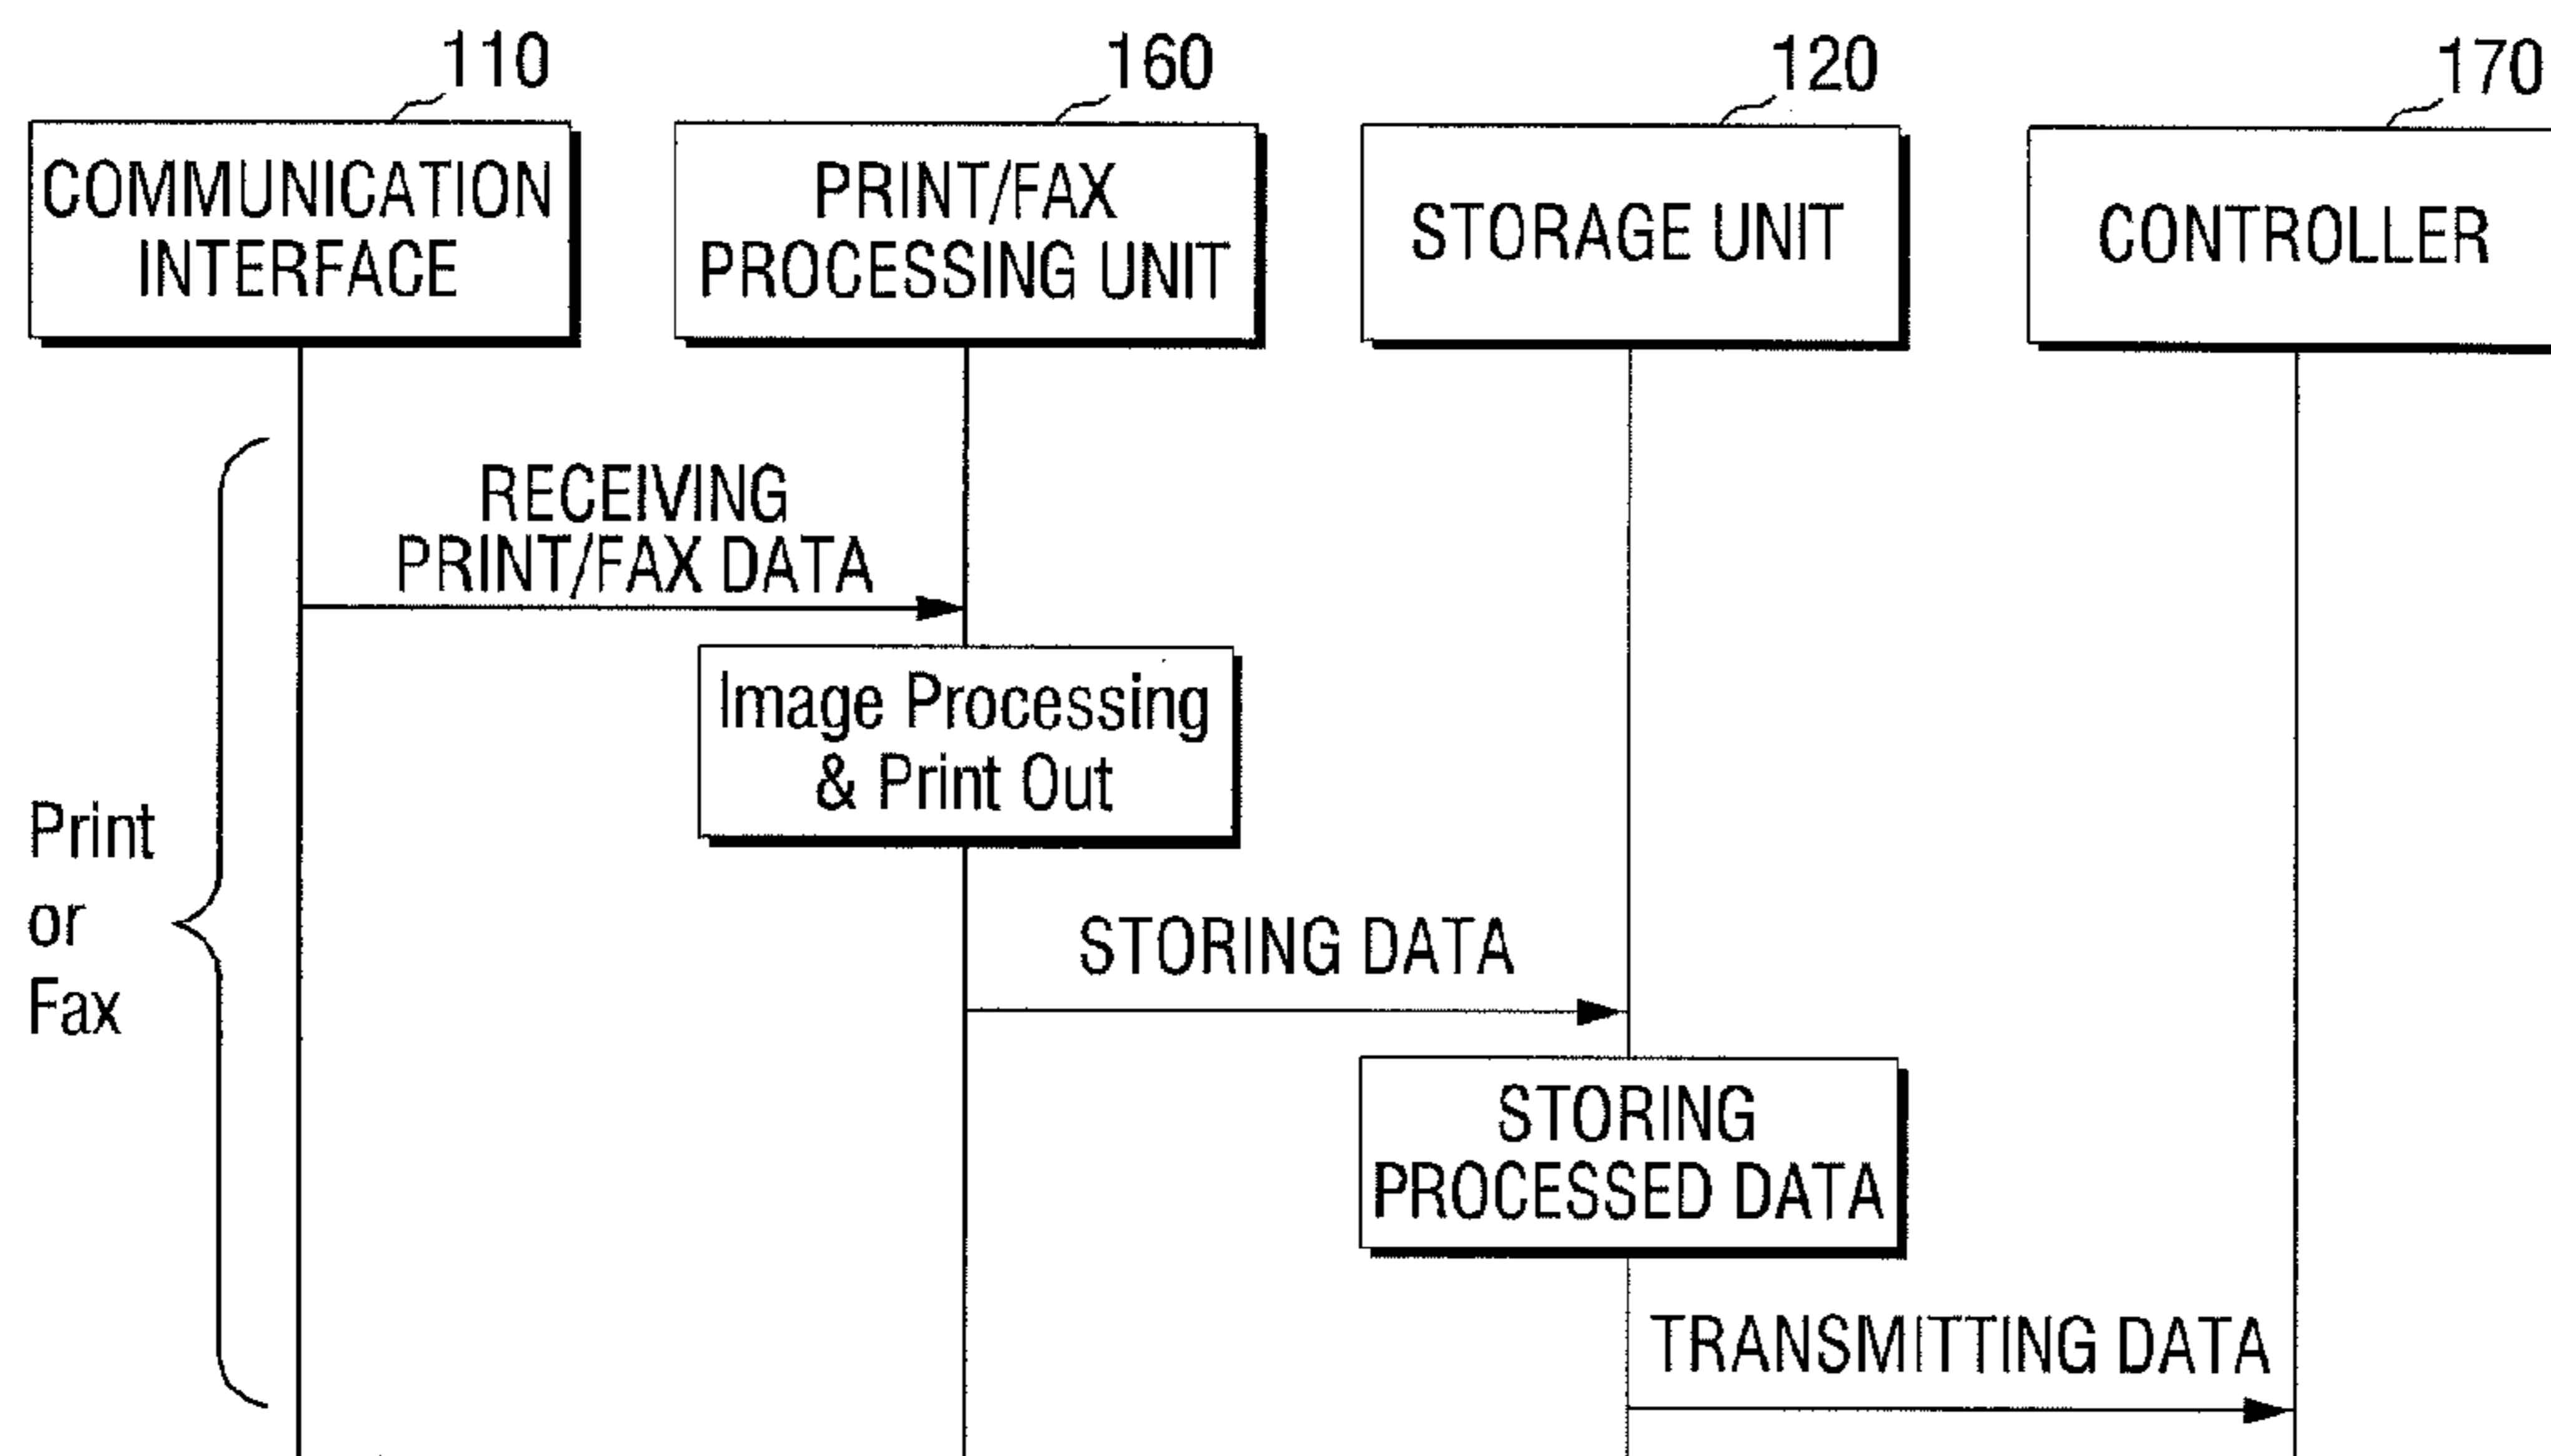 110
160
120
170
COMMUNICATION
INTERFACE
PRINT/FAX
PROCESSING UNIT
STORAGE UNIT
CONTROLLER
RECEIVING
PRINT/FAX DATA
Image Processing
& Print Out
Print
or
Fax
STORING DATA
STORING
PROCESSED DATA
TRANSMITTING DATA